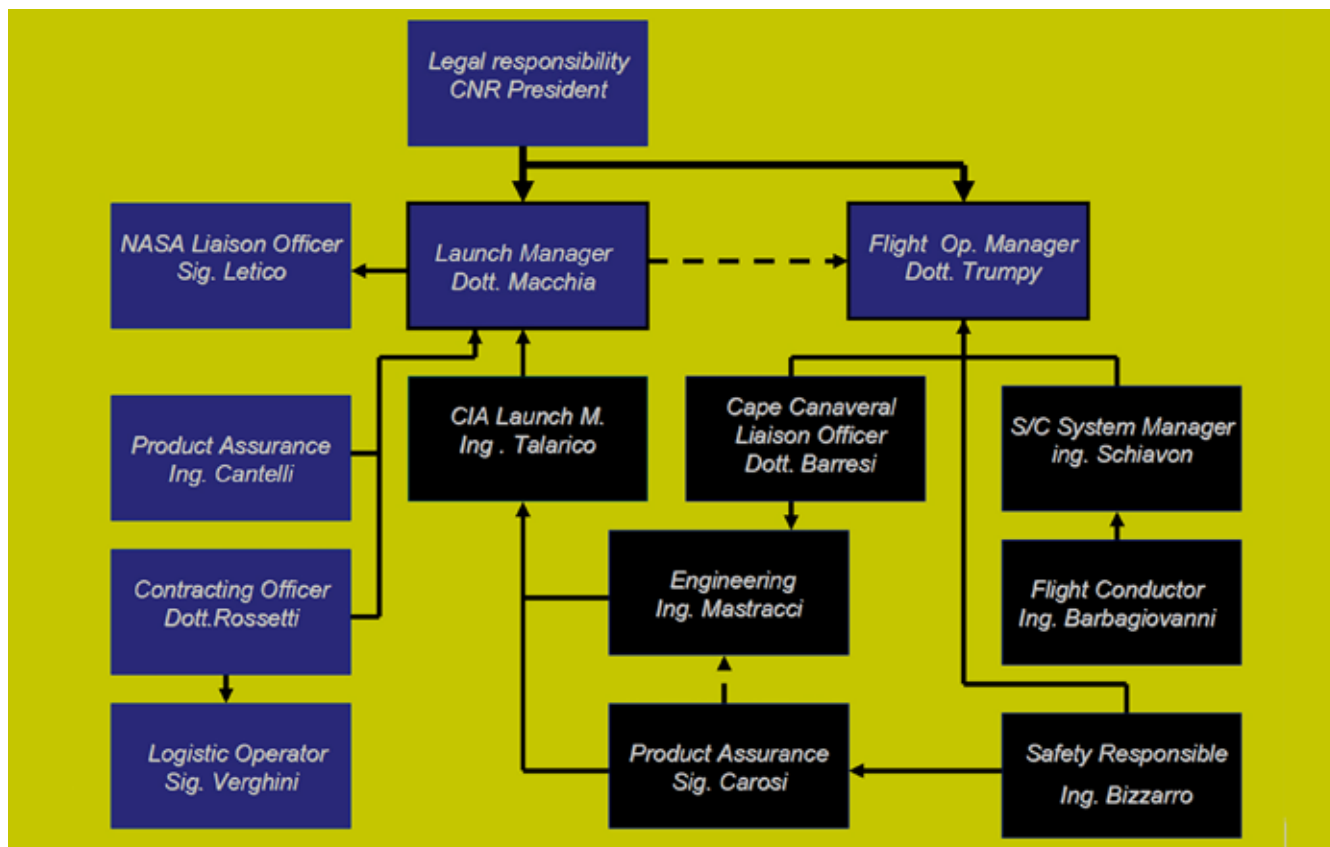 Legal responsibility
CNR President
NASA Liaison Officer
Sig. Letico
Launch Manager
Dott. Macchia
Flight Op. Manager
Dott. Trumpy
Product Assurance
Ing. Cantelli
CIA Launch M.
Ing . Talarico
Cape Canaveral
Liaison Officer
Dott. Barresi
S/C System Manager
ing. Schiavon
Contracting Officer
Dott.Rossetti
Engineering
Ing. Mastracci
Flight Conductor
Ing. Barbagiovanni
Logistic Operator
Sig. Verghini
Product Assurance
Sig. Carosi
Safety Responsible
Ing. Bizzarro